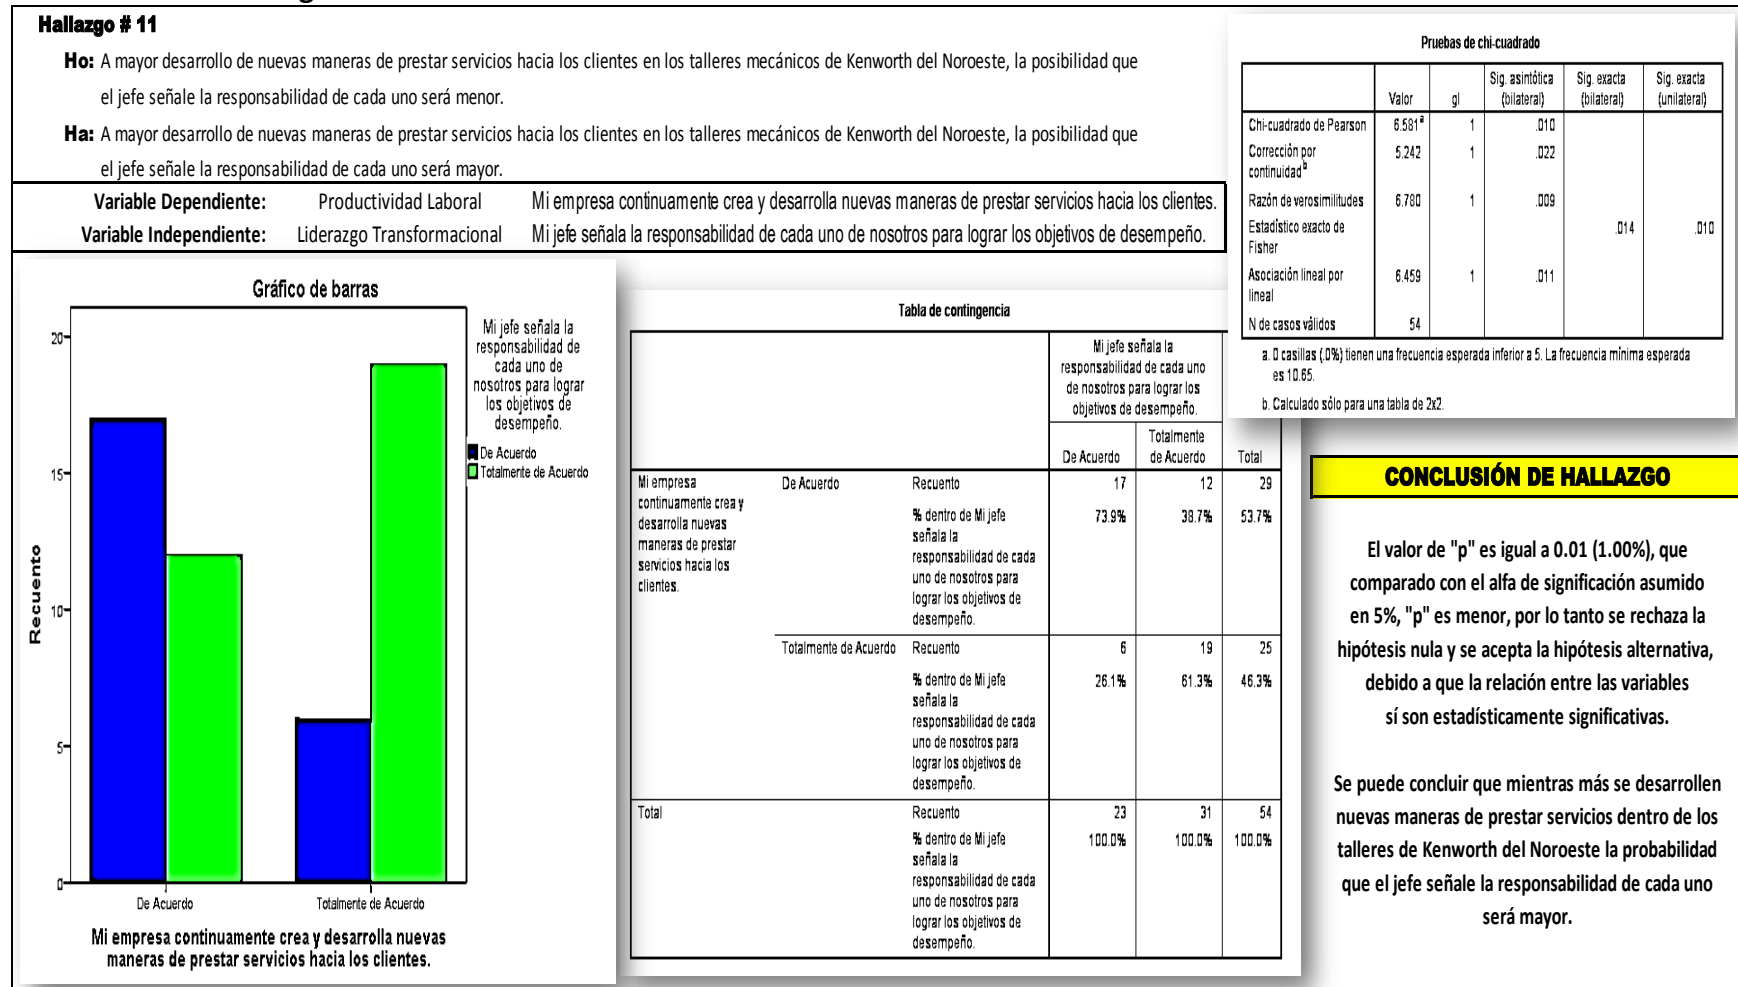 Hallazgo # 11
Ho: A mayor desarrollo de nuevas maneras de prestar servicios hacia los clientes en los talleres mecánicos de Kenworth del Noroeste, la posibilidad que
el jefe señale la responsabilidad de cada uno será menor.
Ha: A mayor desarrollo de nuevas maneras de prestar servicios hacia los clientes en los talleres mecánicos de Kenworth del Noroeste, la posibilidad que
el jefe señale la responsabilidad de cada uno será mayor.
Variable Dependiente: Productividad Laboral Mi empresa continuamente crea y desarrolla nuevas maneras de prestar servicios hacia los clientes.
Variable Independiente: Liderazgo Transformacional Mi jefe señala la responsabilidad de cada uno de nosotros para lograr los objetivos de desempeño.
Pruebas de chi-cuadrado
Valor gl Sig. asintótica (bilateral) Sig. exacta (bilateral) Sig. exacta (unilateral)
Chi-cuadrado de Pearson 6.581a 1 .010
Corrección por continuidadb 5.242 1 .022
Razón de verosimilitudes 6.780 1 .009
Estadístico exacto de Fisher .014 .010
Asociación lineal por lineal 6.459 1 .011
N de casos válidos 54
a. 0 casillas (.0%) tienen una frecuencia esperada inferior a 5. La frecuencia mínima esperada
es 10.65.
b. Calculado sólo para una tabla de 2x2.
Gráfico de barras
Mi jefe señala la
responsabilidad de
cada uno de
nosotros para lograr
los objetivos de
desempeño.
De Acuerdo
Totalmente de Acuerdo
Recuento
20
15
10
5
0
De Acuerdo Totalmente de Acuerdo
Mi empresa continuamente crea y desarrolla nuevas
maneras de prestar servicios hacia los clientes.
Tabla de contingencia
Mi jefe señala la
responsabilidad de cada uno
de nosotros para lograr los
objetivos de desempeño.
De Acuerdo Totalmente de Acuerdo Total
Mi empresa
continuamente crea y
desarrolla nuevas
maneras de prestar
servicios hacia los
clientes.
De Acuerdo Recuento 17 12 29
% dentro de Mi jefe 73.9% 38.7% 53.7%
señala la
responsabilidad de cada
uno de nosotros para
lograr los objetivos de
desempeño.
Totalmente de Acuerdo Recuento 6 19 25
% dentro de Mi jefe 26.1% 61.3% 46.3%
señala la
responsabilidad de cada
uno de nosotros para
lograr los objetivos de
desempeño.
Total Recuento 23 31 54
% dentro de Mi jefe 100.0% 100.0% 100.0%
señala la
responsabilidad de cada
uno de nosotros para
lograr los objetivos de
desempeño.
CONCLUSIÓN DE HALLAZGO
El valor de "p" es igual a 0.01 (1.00%), que
comparado con el alfa de significación asumido
en 5%, "p" es menor, por lo tanto se rechaza la
hipótesis nula y se acepta la hipótesis alternativa,
debido a que la relación entre las variables
sí son estadísticamente significativas.
Se puede concluir que mientras más se desarrollen
nuevas maneras de prestar servicios dentro de los
talleres de Kenworth del Noroeste la probabilidad
que el jefe señale la responsabilidad de cada uno
será mayor.